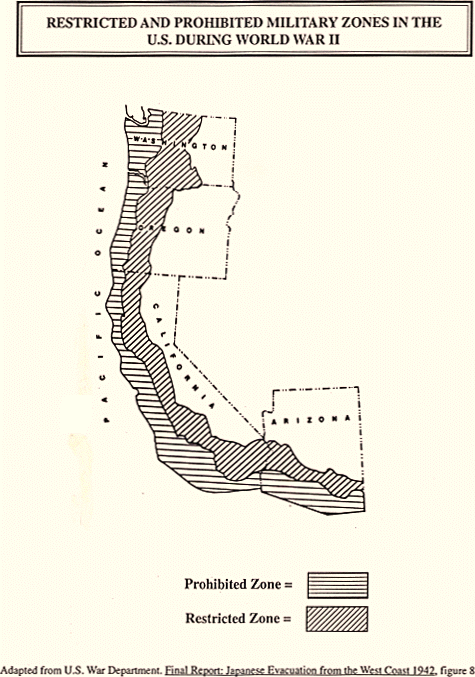 RESTRICTED AND PROHIBITED MILITARY ZONES IN THE
U.S. DURING WORLD WAR II
WASHINGTON
OREGON
PACIFIC OCEAN
CALIFORNIA
ARIZONA
Prohibited Zone =
Restricted Zone =
Adapted from U.S. War Department. Final Report: Japanese Evacuation from the West Coast 1942, figure 8